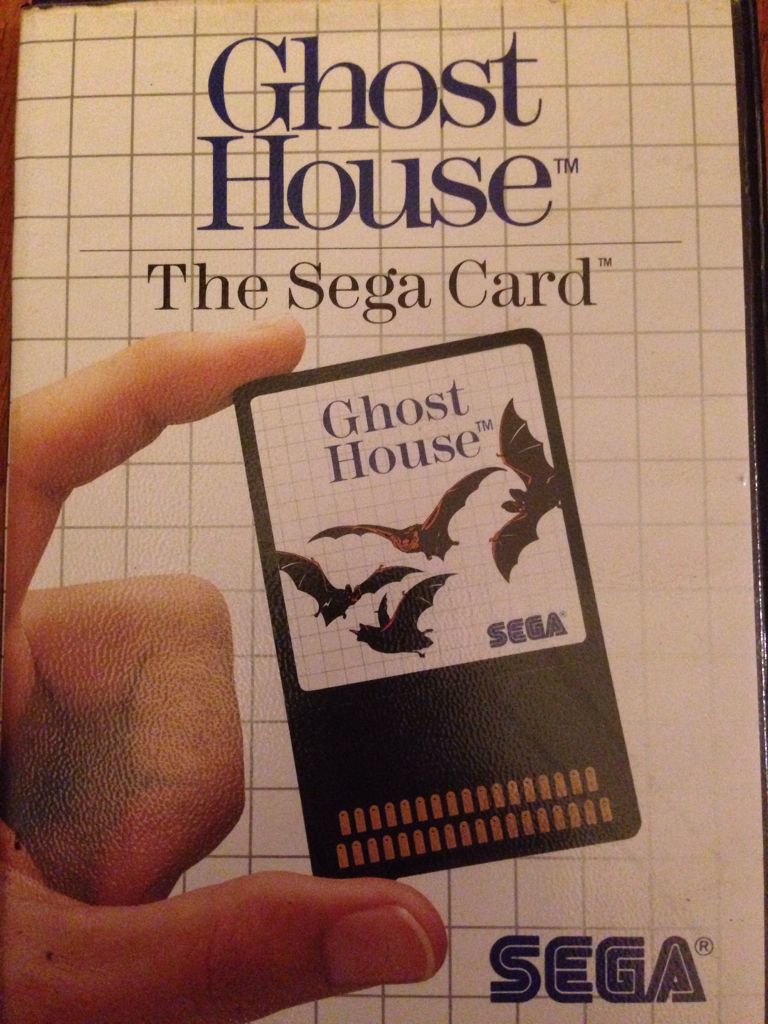 Ghost
House™
The Sega Card™
Ghost
House™
SEGA®
SEGA®